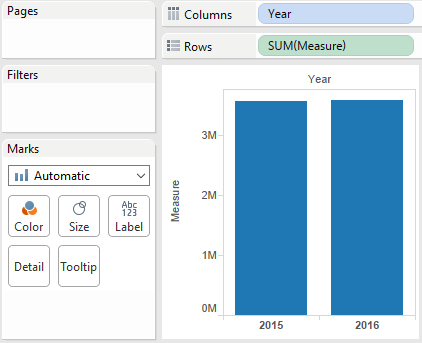 Pages
Columns
Year
Rows
SUM(Measure)
Filters
Marks
Automatic
Color
Size
Abc
123
Label
Detail
Tooltip
Year
Measure
3M
2M
1M
0M
2015
2016